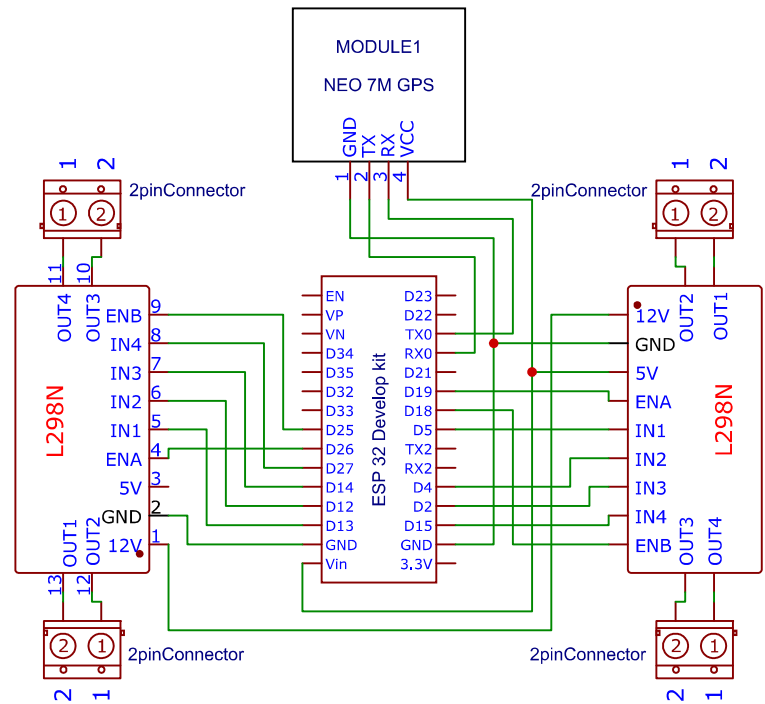 MODULE1
NEO 7M GPS
GND
TX
RX
VCC
1
2
3
4
1 2
2pinConnector
1 2
11
10
OUT4
OUT3
ENB 9
IN4 8
IN3 7
IN2 6
IN1 5
ENA 4
5V 3
GND 2
12V 1
L298N
OUT1
OUT2
13
12
2 1
2pinConnector
2 1
EN
VP
VN
D34
D35
D32
D33
D25
D26
D27
D14
D12
D13
GND
Vin
ESP 32 Develop kit
D23
D22
TX0
RX0
D21
D19
D18
D5
TX2
RX2
D4
D2
D15
GND
3.3V
1 2
2pinConnector
1 2
OUT2
OUT1
12V
GND
5V
ENA
IN1
IN2
IN3
IN4
ENB
L298N
OUT3
OUT4
2 1
2pinConnector
2 1